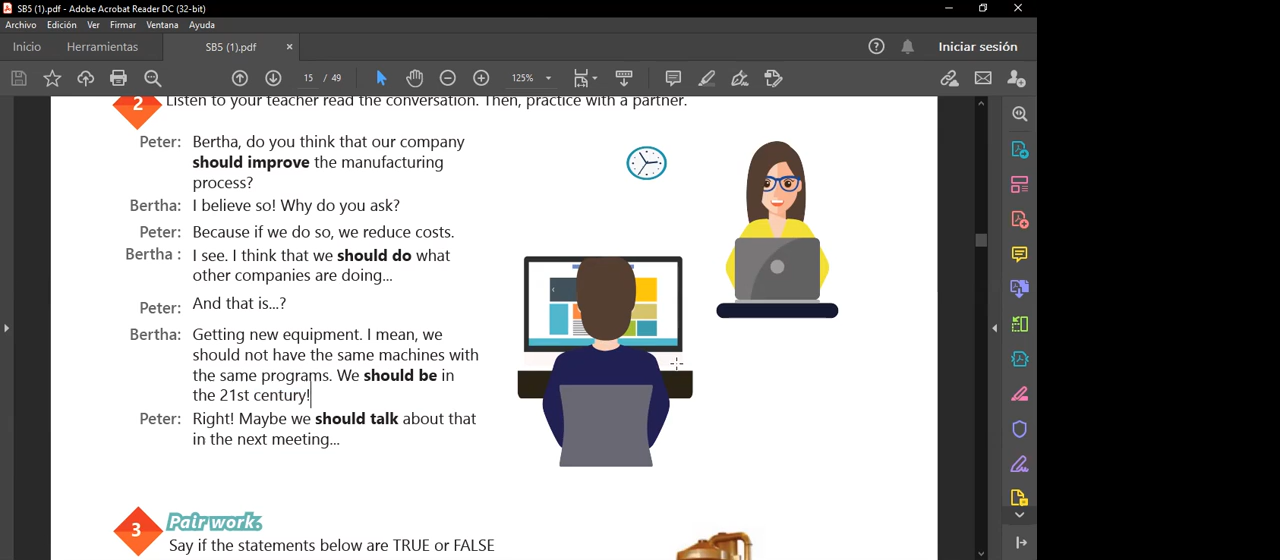 SB5 (1).pdf - Adobe Acrobat Reader DC (32-bit)
Archivo Edición Ver Firmar Ventana Ayuda
Inicio Herramientas SB5 (1).pdf × Iniciar sesión
15 / 49 125%
2 Listen to your teacher read the conversation. Then, practice with a partner.
Peter: Bertha, do you think that our company
should improve the manufacturing
process?
Bertha: I believe so! Why do you ask?
Peter: Because if we do so, we reduce costs.
Bertha : I see. I think that we should do what
other companies are doing...
Peter: And that is...?
Bertha: Getting new equipment. I mean, we
should not have the same machines with
the same programs. We should be in
the 21st century!
Peter: Right! Maybe we should talk about that
in the next meeting...
3 Pair work.
Say if the statements below are TRUE or FALSE